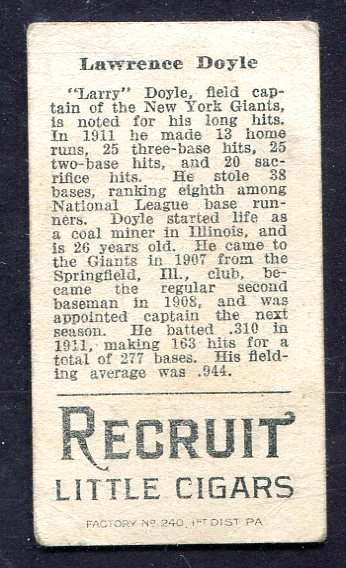 Lawrence Doyle
"Larry" Doyle, field cap-
tain of the New York Giants,
is noted for his long hits.
In 1911 he made 13 home
runs, 25 three-base hits, 25
two-base hits, and 20 sac-
rifice hits. He stole 38
bases, ranking eighth among
National League base run-
ners. Doyle started life as
a coal miner in Illinois, and
is 26 years old. He came to
the Giants in 1907 from the
Springfield, Ill., club, be-
came the regular second
baseman in 1908, and was
appointed captain the next
season. He batted .310 in
1911, making 163 hits for a
total of 277 bases. His field-
ing average was .944.
RECRUIT
LITTLE CIGARS
FACTORY No 240, 1ST DIST. PA.